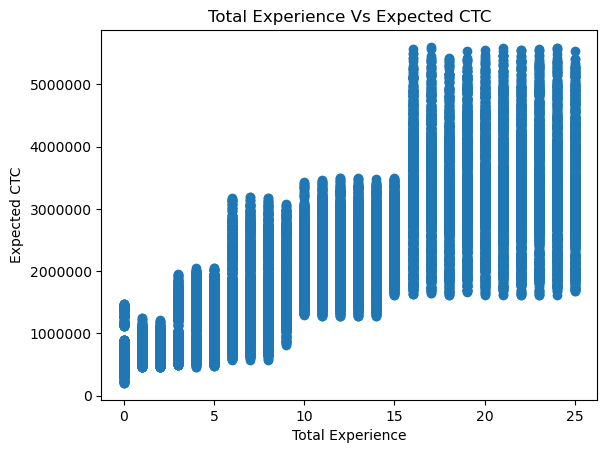 Total Experience Vs Expected CTC
Expected CTC
5000000
4000000
3000000
2000000
1000000
0
0 5 10 15 20 25
Total Experience